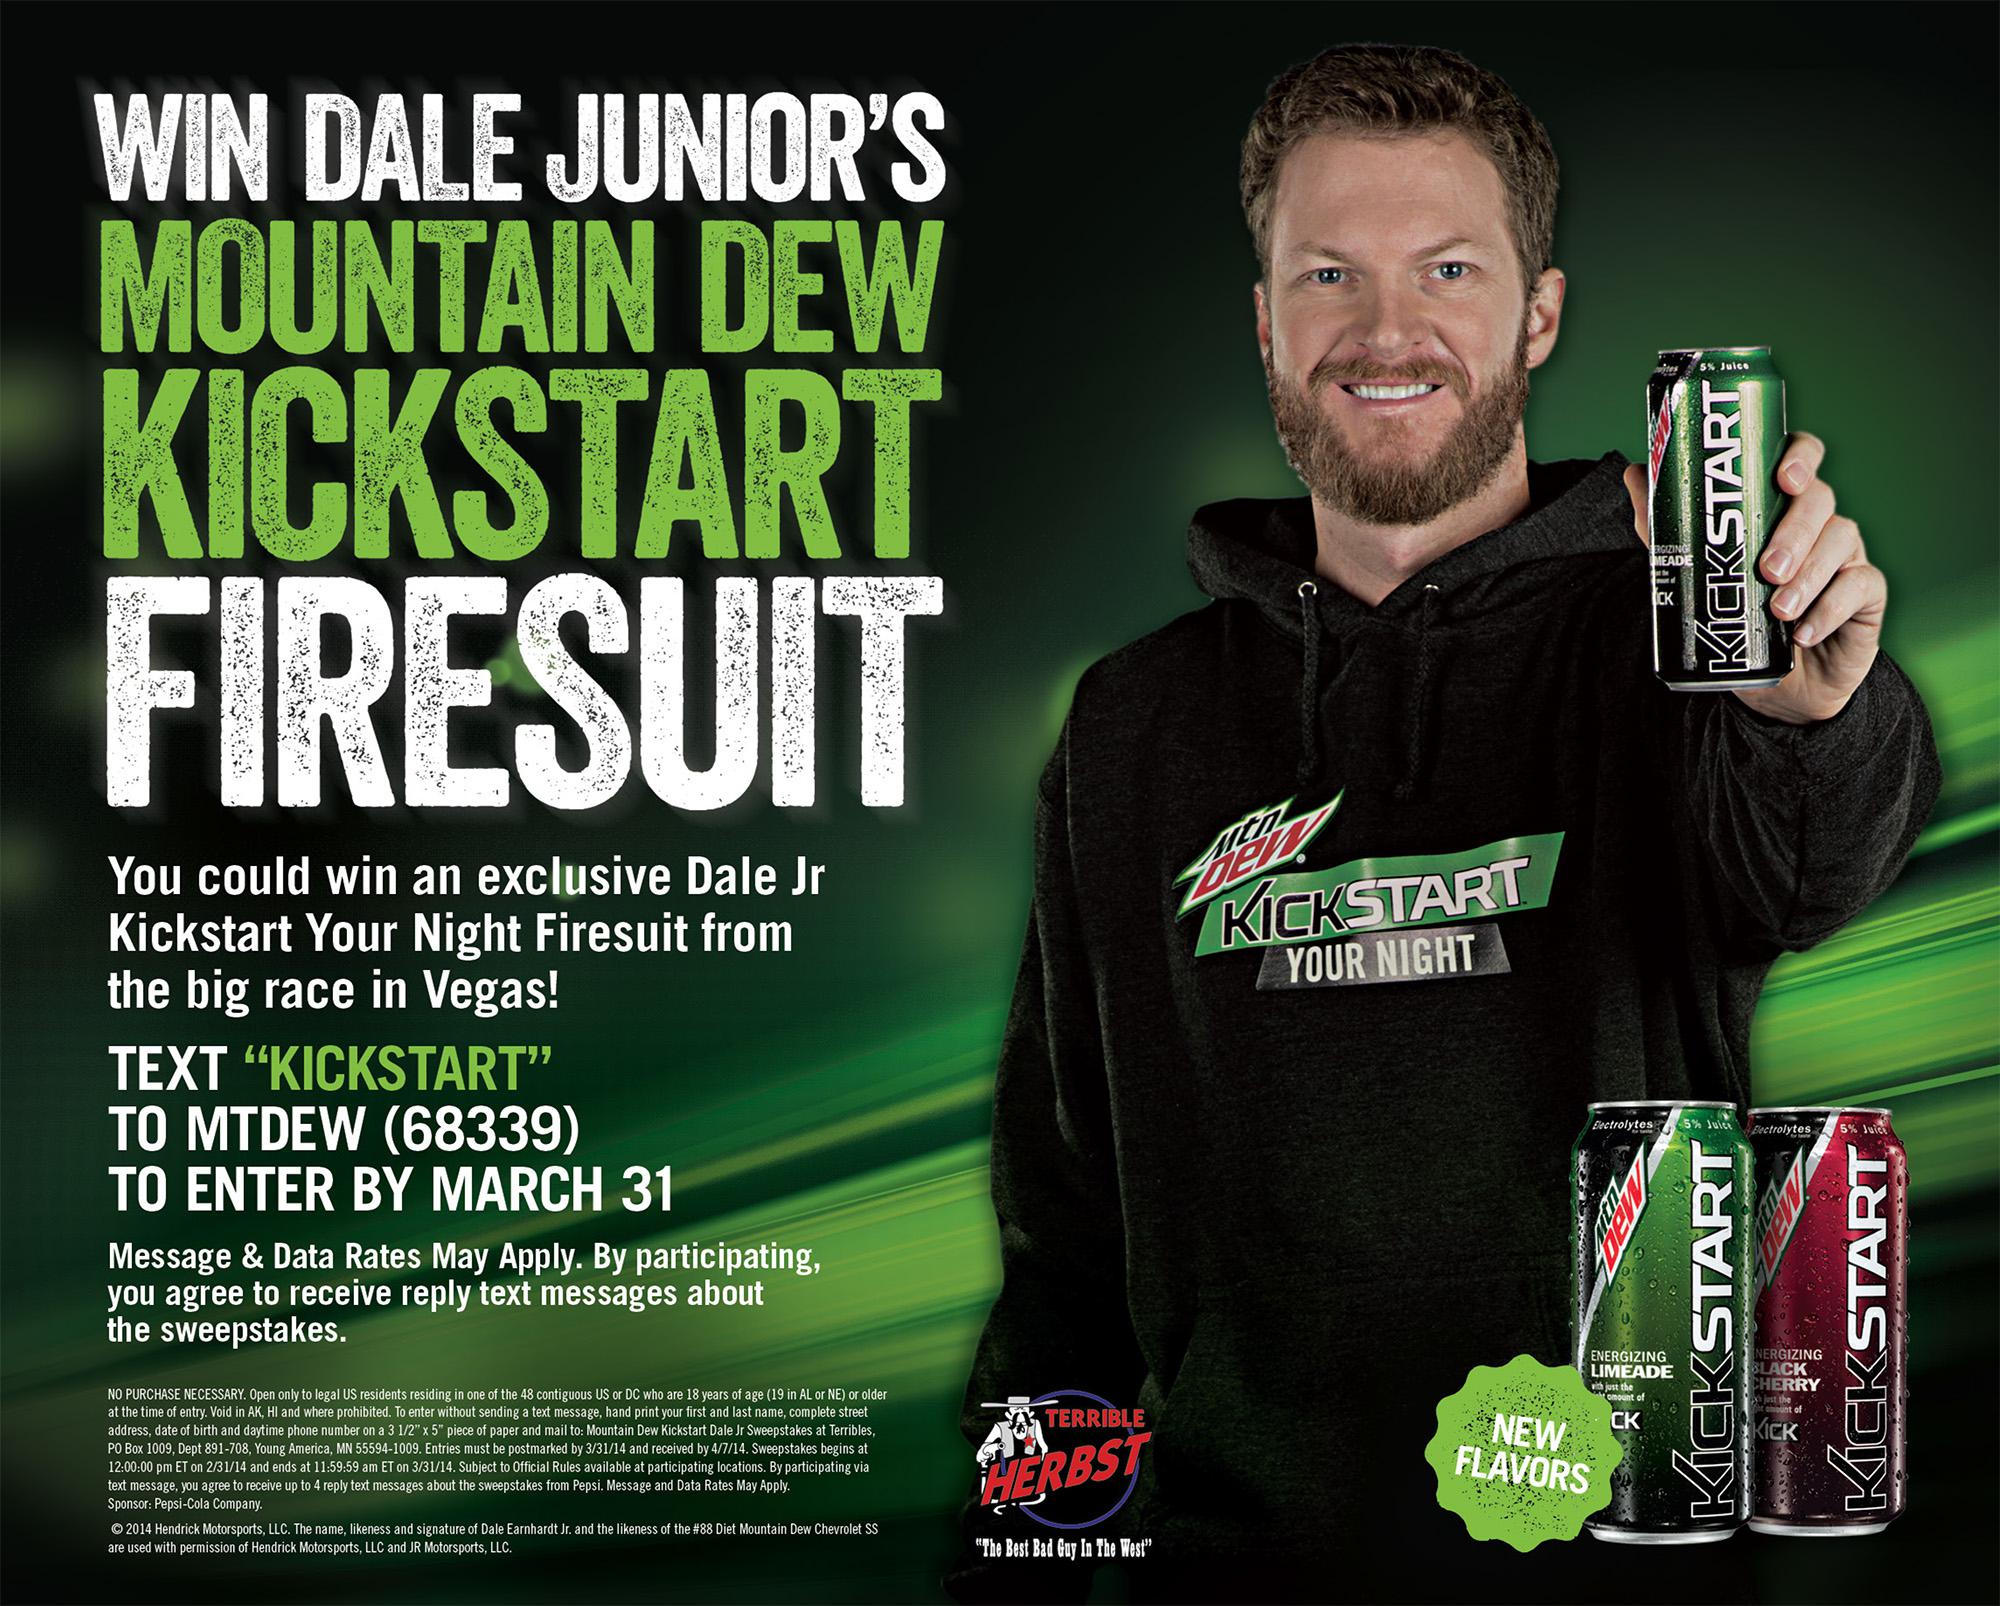 WIN DALE JUNIOR'S
MOUNTAIN DEW
KICKSTART
FIRESUIT
You could win an exclusive Dale Jr
Kickstart Your Night Firesuit from
the big race in Vegas!
TEXT “KICKSTART”
TO MTDEW (68339)
TO ENTER BY MARCH 31
Message & Data Rates May Apply. By participating,
you agree to receive reply text messages about
the sweepstakes.
NO PURCHASE NECESSARY. Open only to legal US residents residing in one of the 48 contiguous US or DC who are 18 years of age (19 in AL or NE) or older
at the time of entry. Void in AK, HI and where prohibited. To enter without sending a text message, hand print your first and last name, complete street
address, date of birth and daytime phone number on a 3 1/2” x 5” piece of paper and mail to: Mountain Dew Kickstart Dale Jr Sweepstakes at Terribles,
PO Box 1009, Dept 891-708, Young America, MN 55594-1009. Entries must be postmarked by 3/31/14 and received by 4/7/14. Sweepstakes begins at
12:00:00 pm ET on 2/31/14 and ends at 11:59:59 am ET on 3/31/14. Subject to Official Rules available at participating locations. By participating via
text message, you agree to receive up to 4 reply text messages about the sweepstakes from Pepsi. Message and Data Rates May Apply.
Sponsor: Pepsi-Cola Company.
© 2014 Hendrick Motorsports, LLC. The name, likeness and signature of Dale Earnhardt Jr. and the likeness of the #88 Diet Mountain Dew Chevrolet SS
are used with permission of Hendrick Motorsports, LLC and JR Motorsports, LLC.
5% Juice
DEW
KICKSTART
Mtn
DEW
KICKSTART
YOUR NIGHT
TERRIBLE
HERBST
"The Best Bad Guy In The West"
NEW
FLAVORS
Electrolytes
5% Juice
Mtn
DEW
KICKSTART
ENERGIZING
LIMEADE
with just the
amount of
Electrolytes
5% Juice
Mtn
DEW
KICKSTART
KICK